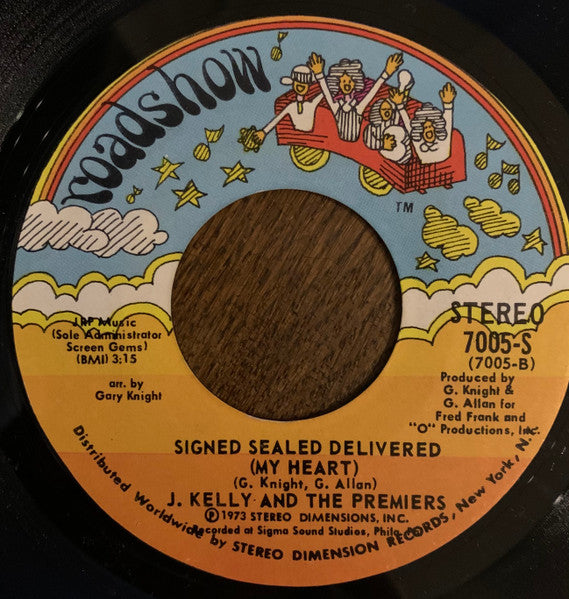 roadshow
TM
STEREO
7005-S
(7005-B)
JRP Music
(Sole Administrator
Screen Gems)
(BMI) 3:15
arr. by
Gary Knight
Produced by
G. Knight &
G. Allan for
Fred Frank and
"O" Productions, Inc.
SIGNED SEALED DELIVERED
(MY HEART)
(G. Knight, G. Allan)
J. KELLY AND THE PREMIERS
Ⓟ1973 STEREO DIMENSIONS, INC.
Recorded at Sigma Sound Studios, Phila.
Distributed Worldwide by STEREO DIMENSION RECORDS, New York, N.Y.